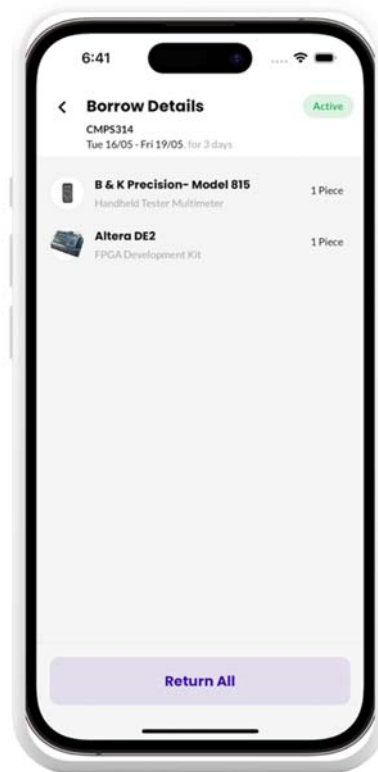 6:41
Borrow Details
Active
CMPS314
Tue 16/05 - Fri 19/05, for 3 days
B & K Precision- Model 815
1 Piece
Handheld Tester Multimeter
Altera DE2
1 Piece
FPGA Development Kit
Return All